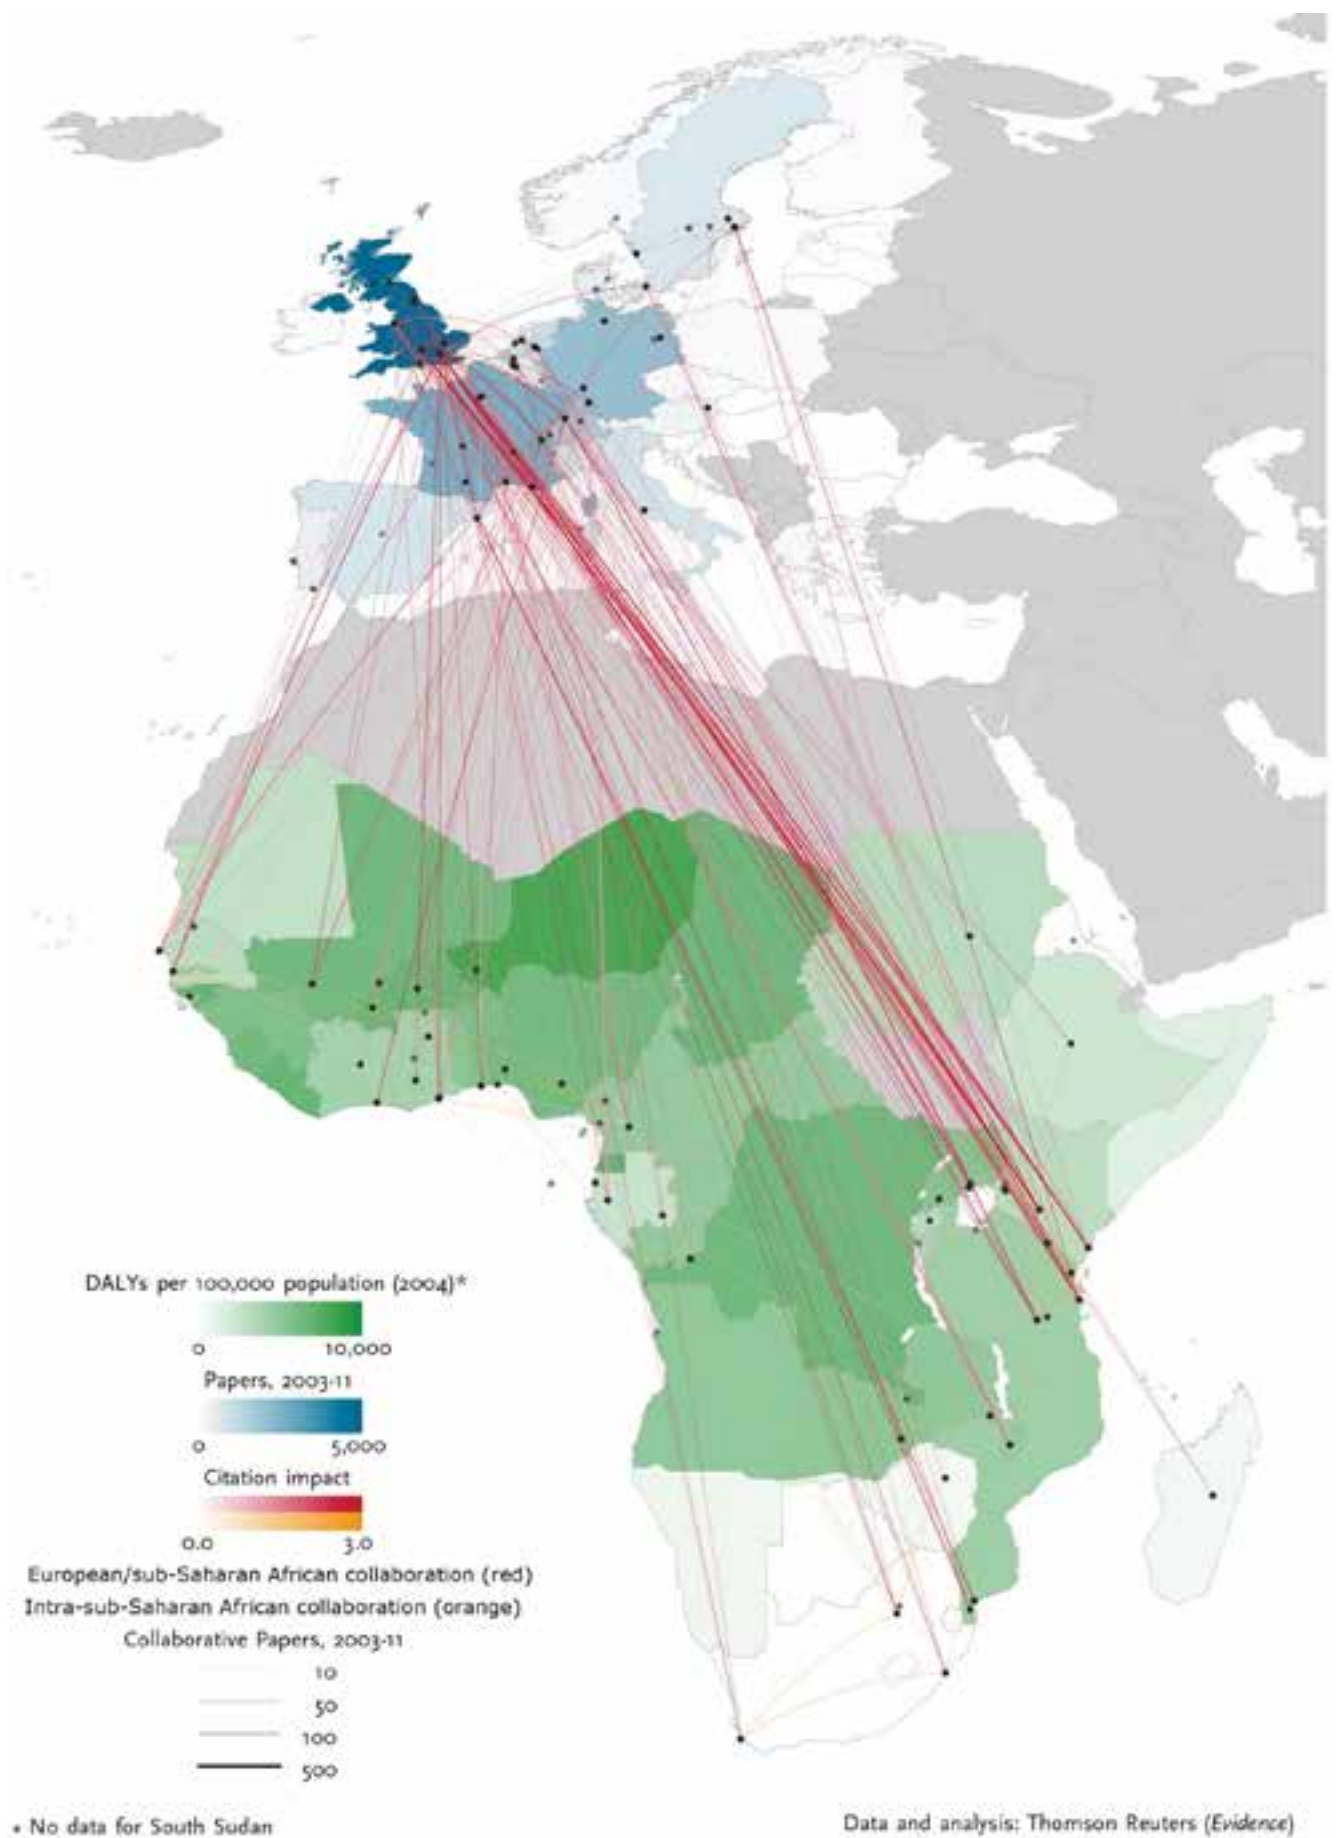 DALYs per 100,000 population (2004)*
0 10,000
Papers, 2003-11
0 5,000
Citation impact
0.0 3.0
European/sub-Saharan African collaboration (red)
Intra-sub-Saharan African collaboration (orange)
Collaborative Papers, 2003-11
10
50
100
500
* No data for South Sudan
Data and analysis: Thomson Reuters (Evidence)